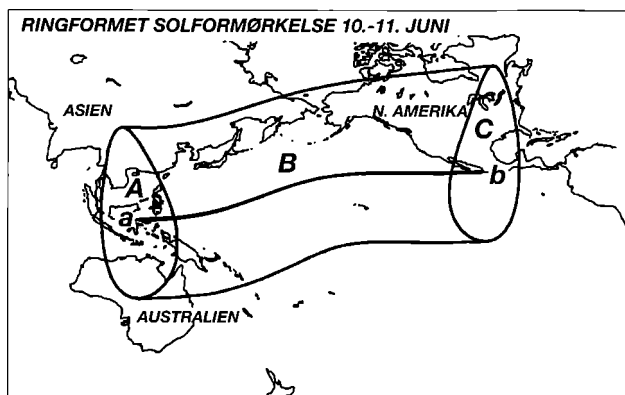 RINGFORMET SOLFORMØRKELSE 10.-11. JUNI
ASIEN
N. AMERIKA
C
A
B
a
b
AUSTRALIEN